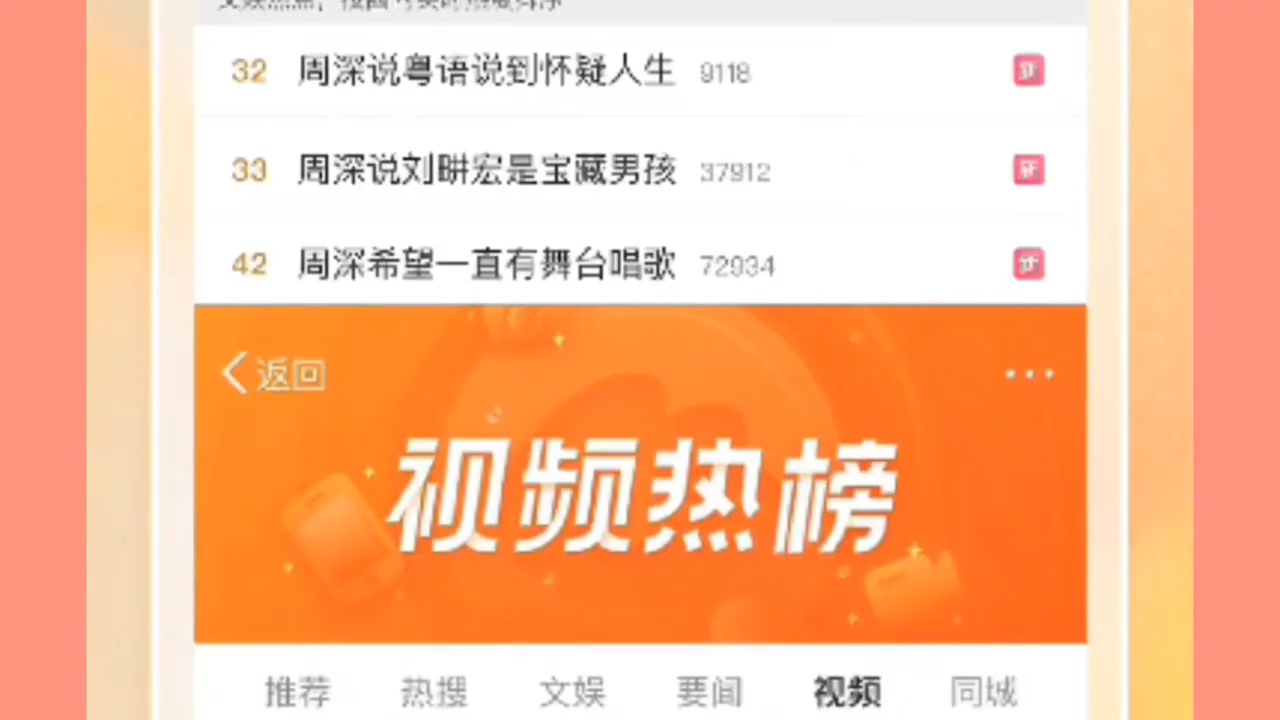 32 周深说粤语说到怀疑人生 9118 新
33 周深说刘畊宏是宝藏男孩 37912 新
42 周深希望一直有舞台唱歌 72934 新
返回
视频热榜
推荐 热搜 文娱 要闻 视频 同城